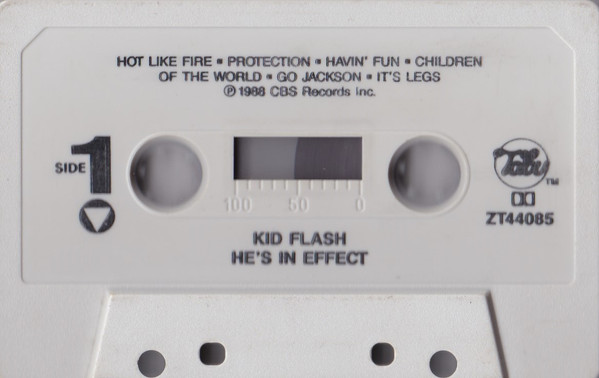 HOT LIKE FIRE ▪ PROTECTION ▪ HAVIN' FUN ▪ CHILDREN
OF THE WORLD ▪ GO JACKSON ▪ IT'S LEGS
℗ 1988 CBS Records Inc.
SIDE 1
TM
ZT44085
100 50 0
KID FLASH
HE'S IN EFFECT